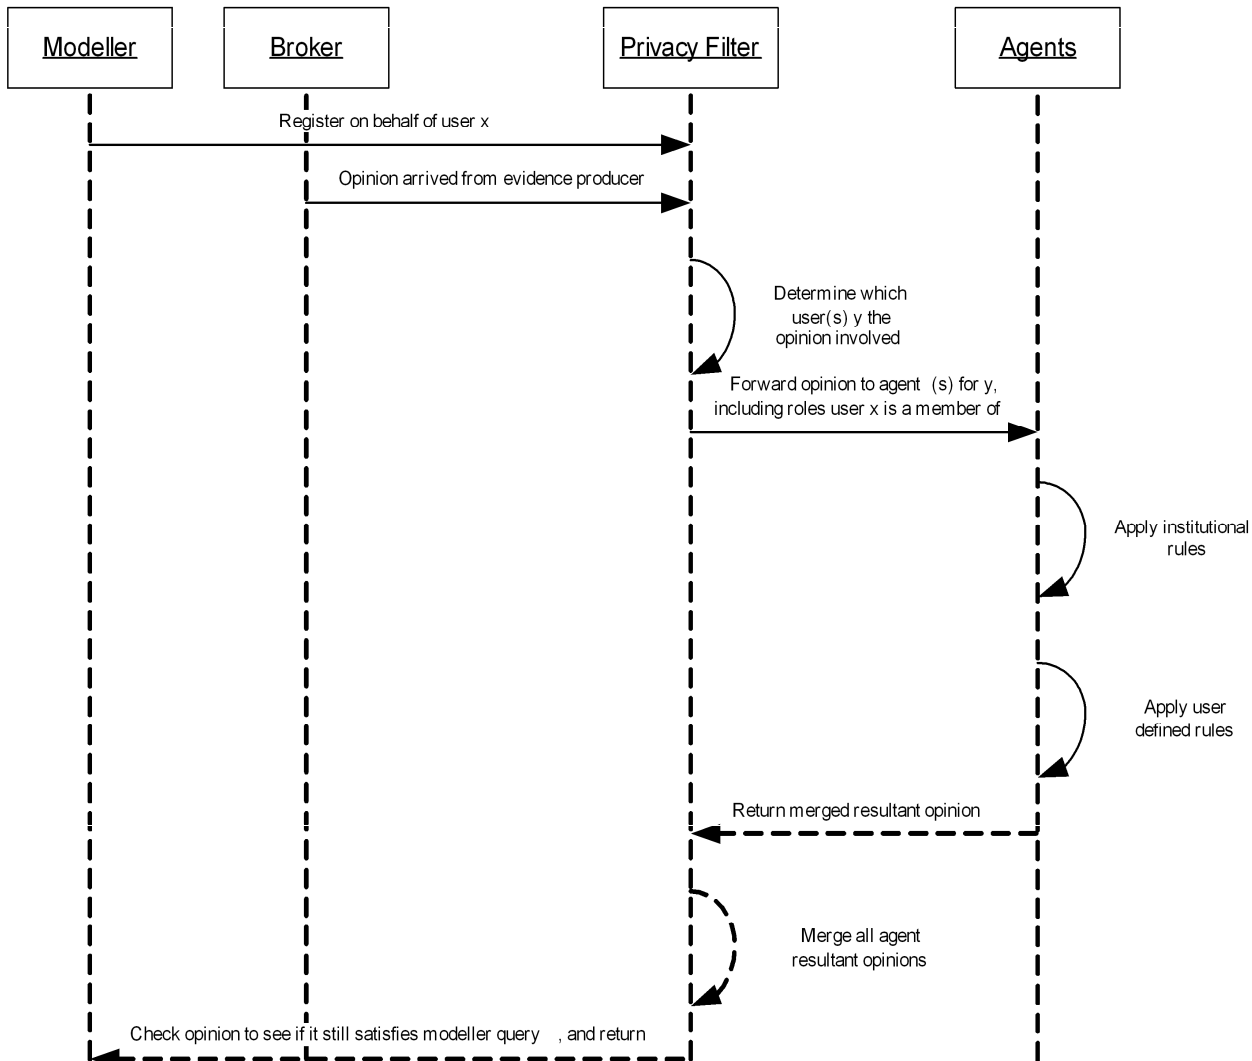 Modeller
Broker
Privacy Filter
Agents
Register on behalf of user x
Opinion arrived from evidence producer
Determine which
user(s) y the
opinion involved
Forward opinion to agent (s) for y,
including roles user x is a member of
Apply institutional
rules
Apply user
defined rules
Return merged resultant opinion
Merge all agent
resultant opinions
Check opinion to see if it still satisfies modeller query , and return